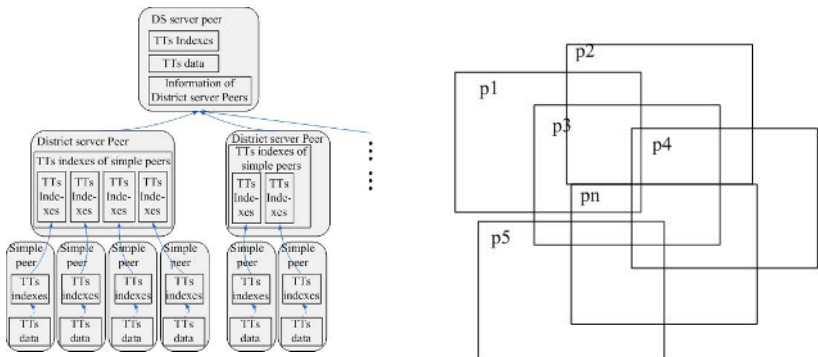 DS server peer
TTs Indexes
TTs data
Information of
District server Peers
District server Peer
TTs indexes of simple peers
TTs
Inde-
xes
TTs
Inde-
xes
TTs
Inde-
xes
TTs
Inde-
xes
District server Peer
TTs indexes of
simple peers
TTs
Inde-
xes
TTs
Inde-
xes
Simple
peer
TTs
indexes
TTs
data
Simple
peer
TTs
indexes
TTs
data
Simple
peer
TTs
indexes
TTs
data
Simple
peer
TTs
indexes
TTs
data
Simple
peer
TTs
indexes
TTs
data
Simple
peer
TTs
indexes
TTs
data
p1
p2
p3
p4
pn
p5